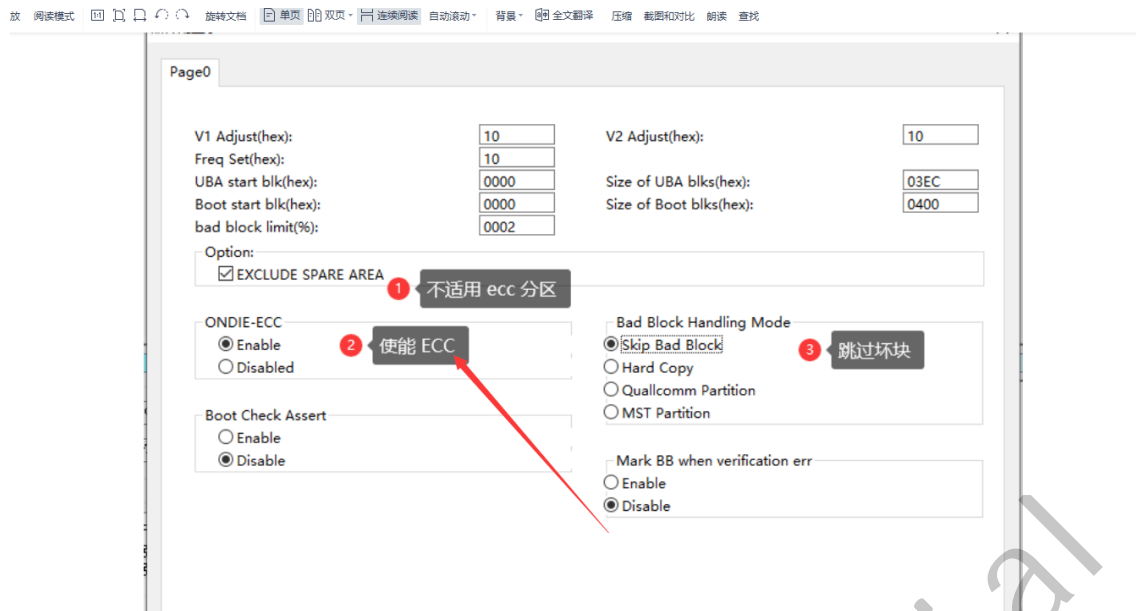 放 阅读模式 1:1 旋转文档 单页 双页 连续阅读 自动滚动 背景 全文翻译 压缩 截图和对比 朗读 查找
Page0
V1 Adjust(hex): 10 V2 Adjust(hex): 10
Freq Set(hex): 10
UBA start blk(hex): 0000 Size of UBA blks(hex): 03EC
Boot start blk(hex): 0000 Size of Boot blks(hex): 0400
bad block limit(%): 0002
Option:
EXCLUDE SPARE AREA
1 不适用 ecc 分区
ONDIE-ECC
Enable
2 使能 ECC
Disabled
Bad Block Handling Mode
Skip Bad Block
3 跳过坏块
Hard Copy
Quallcomm Partition
MST Partition
Boot Check Assert
Enable
Disable
Mark BB when verification err
Enable
Disable
al